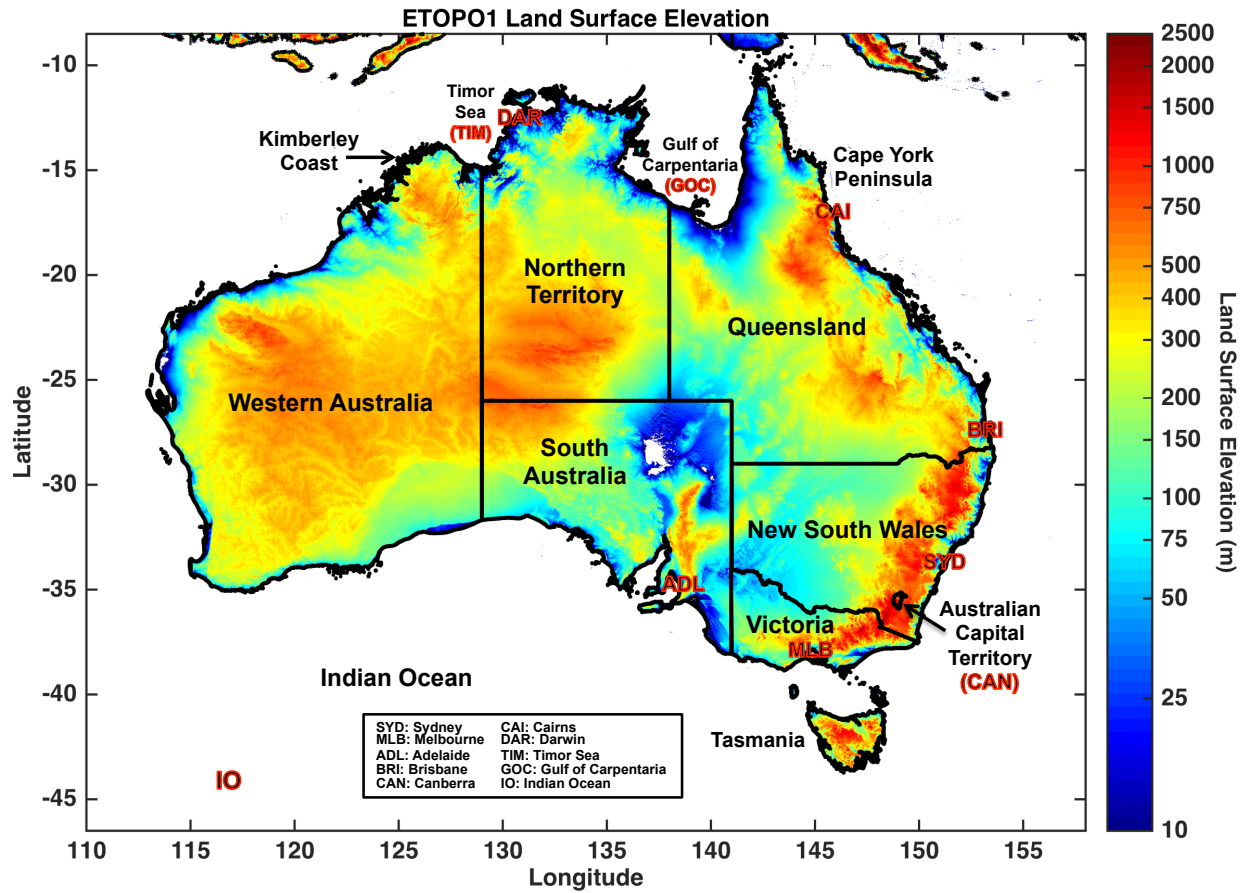 ETOPO1 Land Surface Elevation
-10
-15
-20
-25
-30
-35
-40
-45
Latitude
110
115
120
125
130
135
140
145
150
155
Longitude
Timor
Sea
(TIM)
DAR
Kimberley
Coast
Gulf of
Carpentaria
(GOC)
Cape York
Peninsula
CAI
Northern
Territory
Queensland
Western Australia
BRI
South
Australia
New South Wales
SYD
ADL
Victoria
MLB
Australian
Capital
Territory
(CAN)
Indian Ocean
Tasmania
IO
SYD: Sydney CAI: Cairns
MLB: Melbourne DAR: Darwin
ADL: Adelaide TIM: Timor Sea
BRI: Brisbane GOC: Gulf of Carpentaria
CAN: Canberra IO: Indian Ocean
2500
2000
1500
1000
750
500
400
300
200
150
100
75
50
25
10
Land Surface Elevation (m)